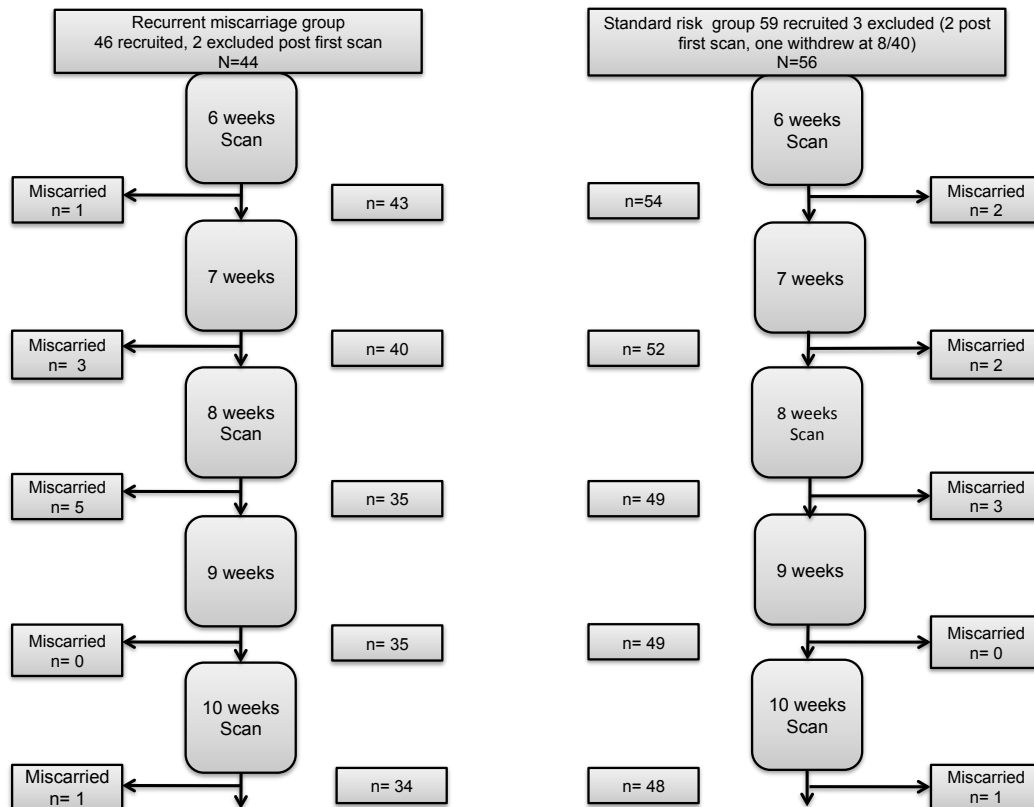 Recurrent miscarriage group
46 recruited, 2 excluded post first scan
N=44
Standard risk group 59 recruited 3 excluded (2 post
first scan, one withdrew at 8/40)
N=56
6 weeks
Scan
6 weeks
Scan
Miscarried
n= 1
n= 43
n=54
Miscarried
n= 2
7 weeks
7 weeks
Miscarried
n= 3
n= 40
n= 52
Miscarried
n= 2
8 weeks
Scan
8 weeks
Scan
Miscarried
n= 5
n= 35
n= 49
Miscarried
n= 3
9 weeks
9 weeks
Miscarried
n= 0
n= 35
n= 49
Miscarried
n= 0
10 weeks
Scan
10 weeks
Scan
Miscarried
n= 1
n= 34
n= 48
Miscarried
n= 1